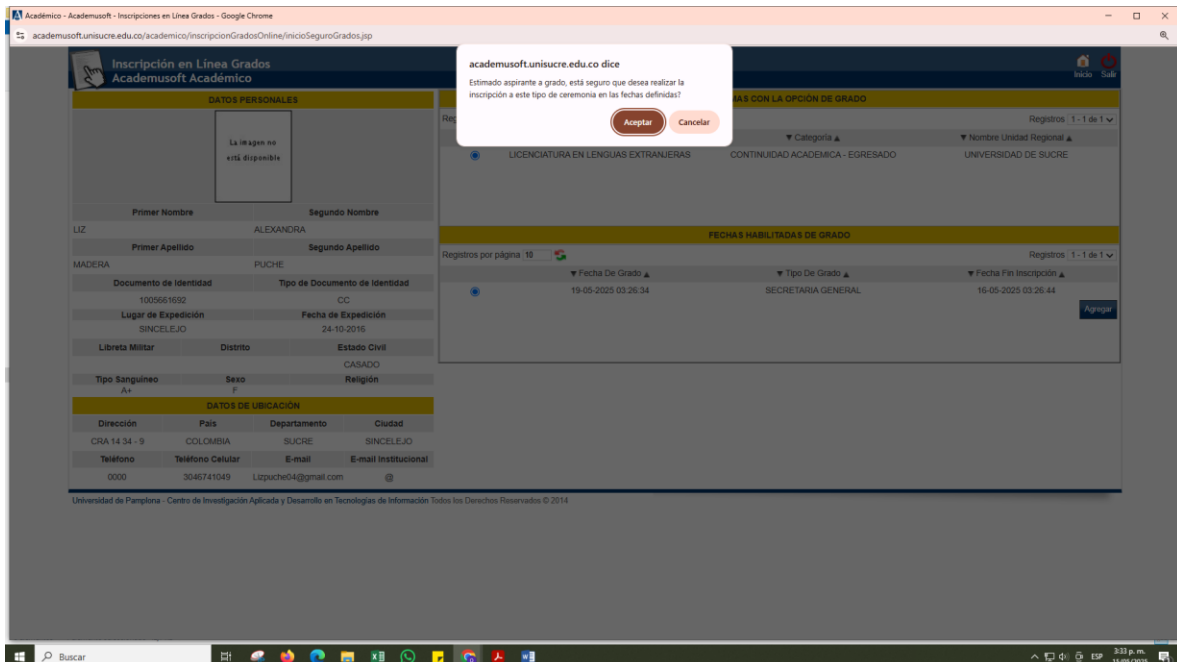 Académico - Academusoft - Inscripciones en Línea Grados - Google Chrome
academusoft.unisucre.edu.co/academico/inscripcionGradosOnline/inicioSeguroGrados.jsp
Inscripción en Línea Grados
Academusoft Académico
Inicio Salir
academusoft.unisucre.edu.co dice
Estimado aspirante a grado, está seguro que desea realizar la
inscripción a este tipo de ceremonia en las fechas definidas?
Aceptar Cancelar
DATOS PERSONALES
La imagen no
está disponible
Primer Nombre Segundo Nombre
LIZ ALEXANDRA
Primer Apellido Segundo Apellido
MADERA PUCHE
Documento de Identidad Tipo de Documento de Identidad
1005661692 CC
Lugar de Expedición Fecha de Expedición
SINCELEJO 24-10-2016
Libreta Militar Distrito Estado Civil
CASADO
Tipo Sanguíneo Sexo Religión
A+ F
DATOS DE UBICACIÓN
Dirección País Departamento Ciudad
CRA 14 34 - 9 COLOMBIA SUCRE SINCELEJO
Teléfono Teléfono Celular E-mail E-mail Institucional
0000 3046741049 Lizpuche04@gmail.com @
CON LA OPCIÓN DE GRADO
Registros 1 - 1 de 1
▼ Categoría ▲ ▼ Nombre Unidad Regional ▲
LICENCIATURA EN LENGUAS EXTRANJERAS CONTINUIDAD ACADEMICA - EGRESADO UNIVERSIDAD DE SUCRE
FECHAS HABILITADAS DE GRADO
Registros por página 10 Registros 1 - 1 de 1
▼ Fecha De Grado ▲ ▼ Tipo De Grado ▲ ▼ Fecha Fin Inscripción ▲
19-05-2025 03:26:34 SECRETARIA GENERAL 16-05-2025 03:26:44
Agregar
Universidad de Pamplona - Centro de Investigación Aplicada y Desarrollo en Tecnologías de Información Todos los Derechos Reservados © 2014
Buscar
ESP 3:33 p. m.